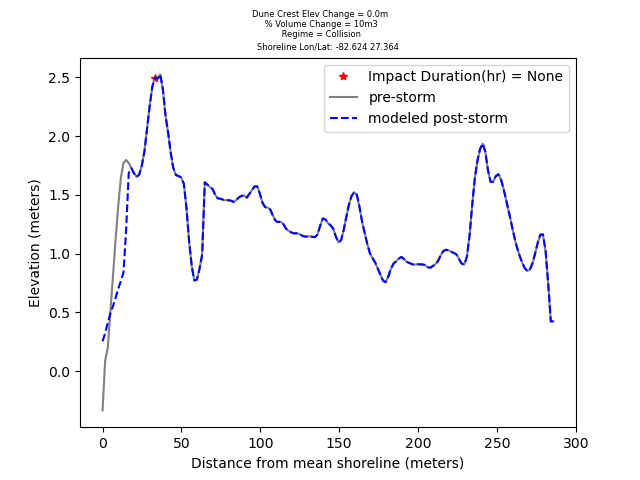 Dune Crest Elev Change = 0.0m
% Volume Change = 10m3
Regime = Collision
Shoreline Lon/Lat: -82.624 27.364
Impact Duration(hr) = None
pre-storm
modeled post-storm
Elevation (meters)
2.5
2.0
1.5
1.0
0.5
0.0
0
50
100
150
200
250
300
Distance from mean shoreline (meters)